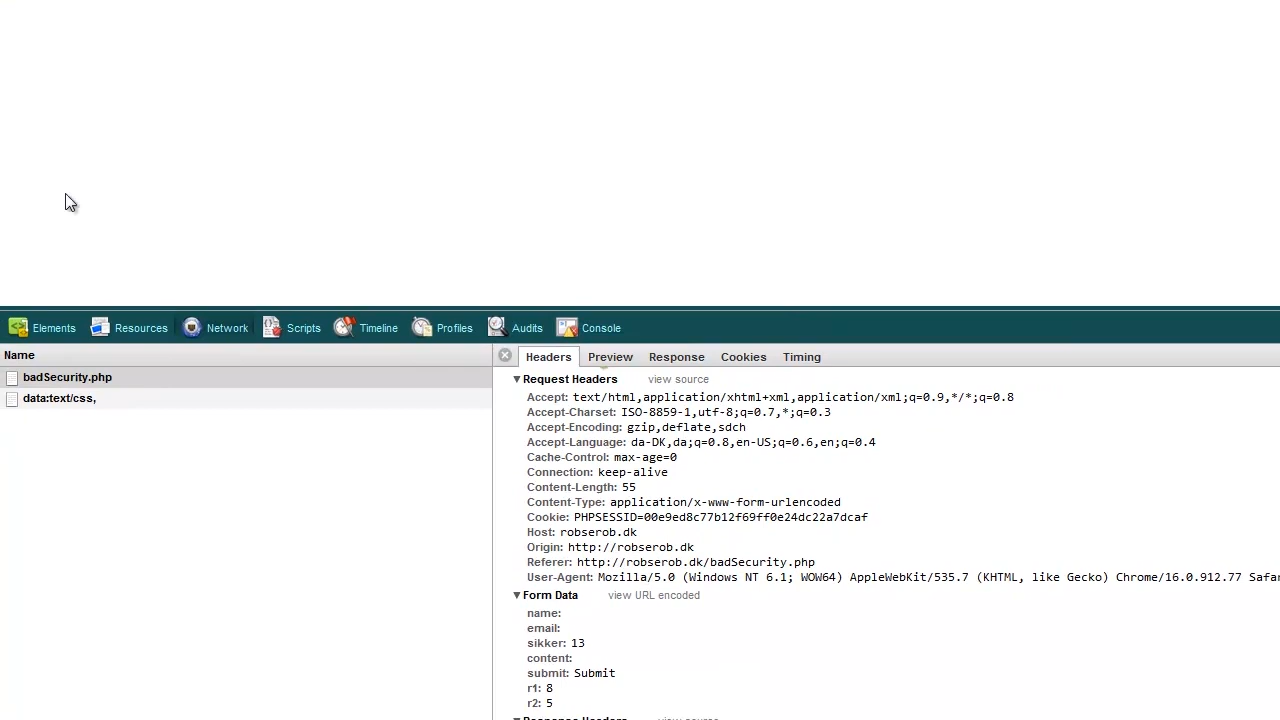 Elements Resources Network Scripts Timeline Profiles Audits Console
Name
Headers Preview Response Cookies Timing
badSecurity.php
data:text/css,
Request Headers view source
Accept: text/html,application/xhtml+xml,application/xml;q=0.9,*/*;q=0.8
Accept-Charset: ISO-8859-1,utf-8;q=0.7,*;q=0.3
Accept-Encoding: gzip,deflate,sdch
Accept-Language: da-DK,da;q=0.8,en-US;q=0.6,en;q=0.4
Cache-Control: max-age=0
Connection: keep-alive
Content-Length: 55
Content-Type: application/x-www-form-urlencoded
Cookie: PHPSESSID=00e9ed8c77b12f69ff0e24dc22a7dcaf
Host: robserob.dk
Origin: http://robserob.dk
Referer: http://robserob.dk/badSecurity.php
User-Agent: Mozilla/5.0 (Windows NT 6.1; WOW64) AppleWebKit/535.7 (KHTML, like Gecko) Chrome/16.0.912.77 Safar
Form Data view URL encoded
name:
email:
sikker: 13
content:
submit: Submit
r1: 8
r2: 5
Response Headers view source